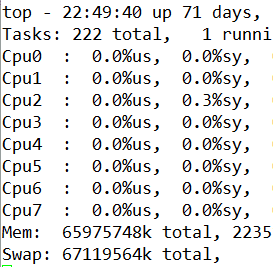 top - 22:49:40 up 71 days,
Tasks: 222 total,   1 runni
Cpu0  :  0.0%us,  0.0%sy,
Cpu1  :  0.0%us,  0.0%sy,
Cpu2  :  0.0%us,  0.3%sy,
Cpu3  :  0.0%us,  0.0%sy,
Cpu4  :  0.0%us,  0.0%sy,
Cpu5  :  0.0%us,  0.0%sy,
Cpu6  :  0.0%us,  0.0%sy,
Cpu7  :  0.0%us,  0.0%sy,
Mem:  65975748k total, 2235
Swap: 67119564k total,